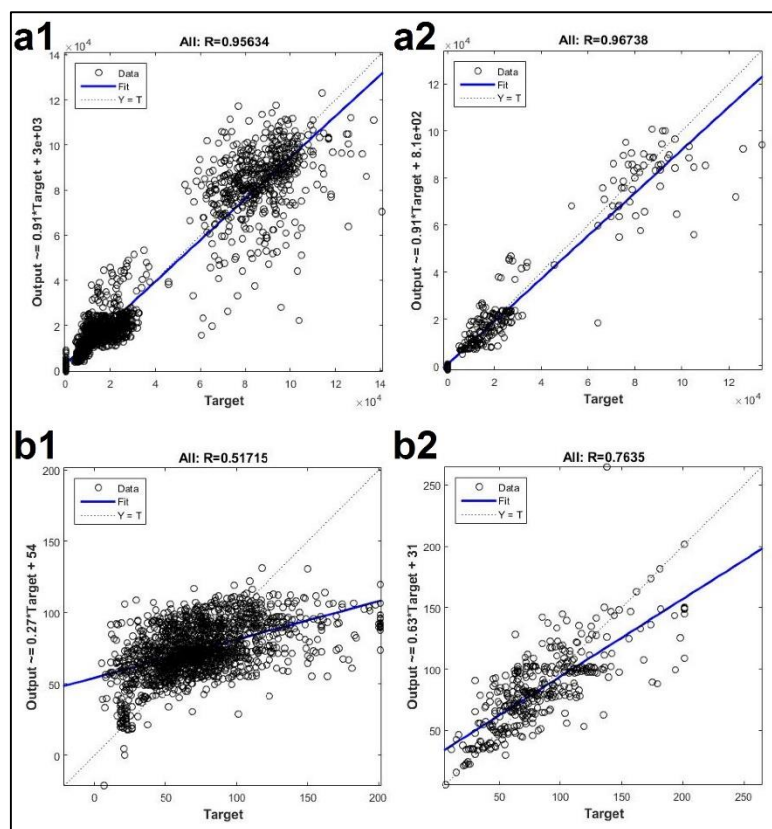 a1
×10⁴
All: R=0.95634
Data
Fit
Y = T
Output ~= 0.91*Target + 3e+03
14
12
10
8
6
4
2
0
0 2 4 6 8 10 12 14
Target
×10⁴
a2
×10⁴
All: R=0.96738
Data
Fit
Y = T
Output ~= 0.91*Target + 8.1e+02
12
10
8
6
4
2
0
0 2 4 6 8 10 12
Target
×10⁴
b1
All: R=0.51715
Data
Fit
Y = T
Output ~= 0.27*Target + 54
200
150
100
50
0
0 50 100 150 200
Target
b2
All: R=0.7635
Data
Fit
Y = T
Output ~= 0.63*Target + 31
250
200
150
100
50
50 100 150 200 250
Target